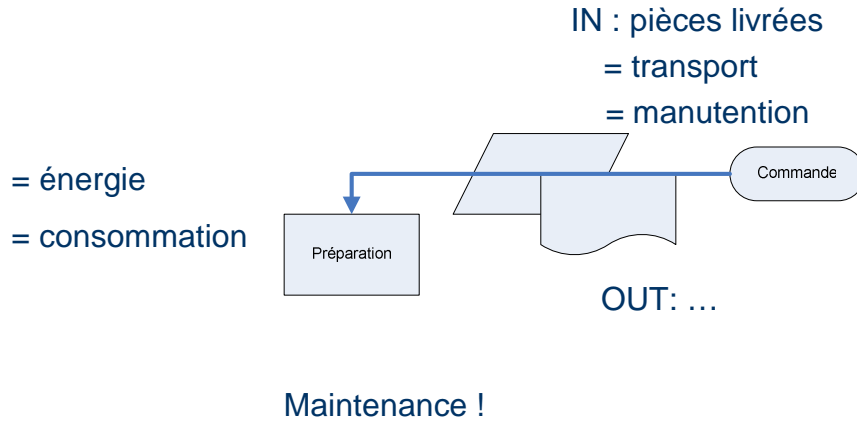 IN : pièces livrées
= transport
= manutention
Commande
= énergie
= consommation
Préparation
OUT: …
Maintenance !